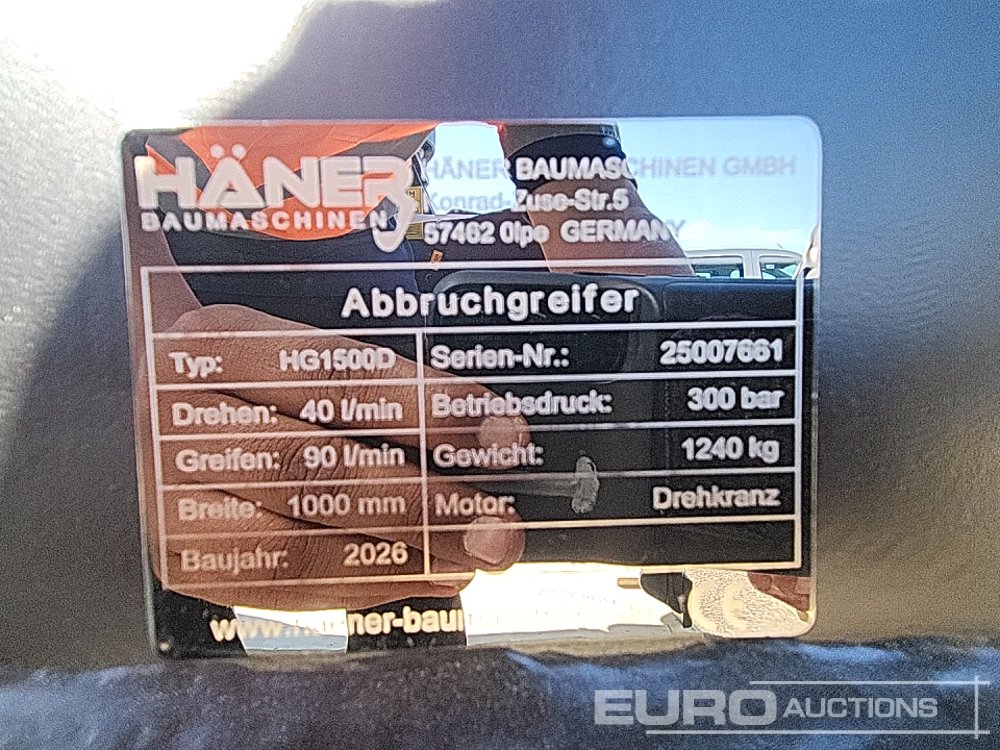 HÄNER
BAUMASCHINEN
HÄNER BAUMASCHINEN GMBH
Konrad-Zuse-Str.5
57462 Olpe GERMANY
Abbruchgreifer
Typ: HG1500D Serien-Nr.: 25007661
Drehen: 40 l/min Betriebsdruck: 300 bar
Greifen: 90 l/min Gewicht: 1240 kg
Breite: 1000 mm Motor: Drehkranz
Baujahr: 2026
EURO AUCTIONS